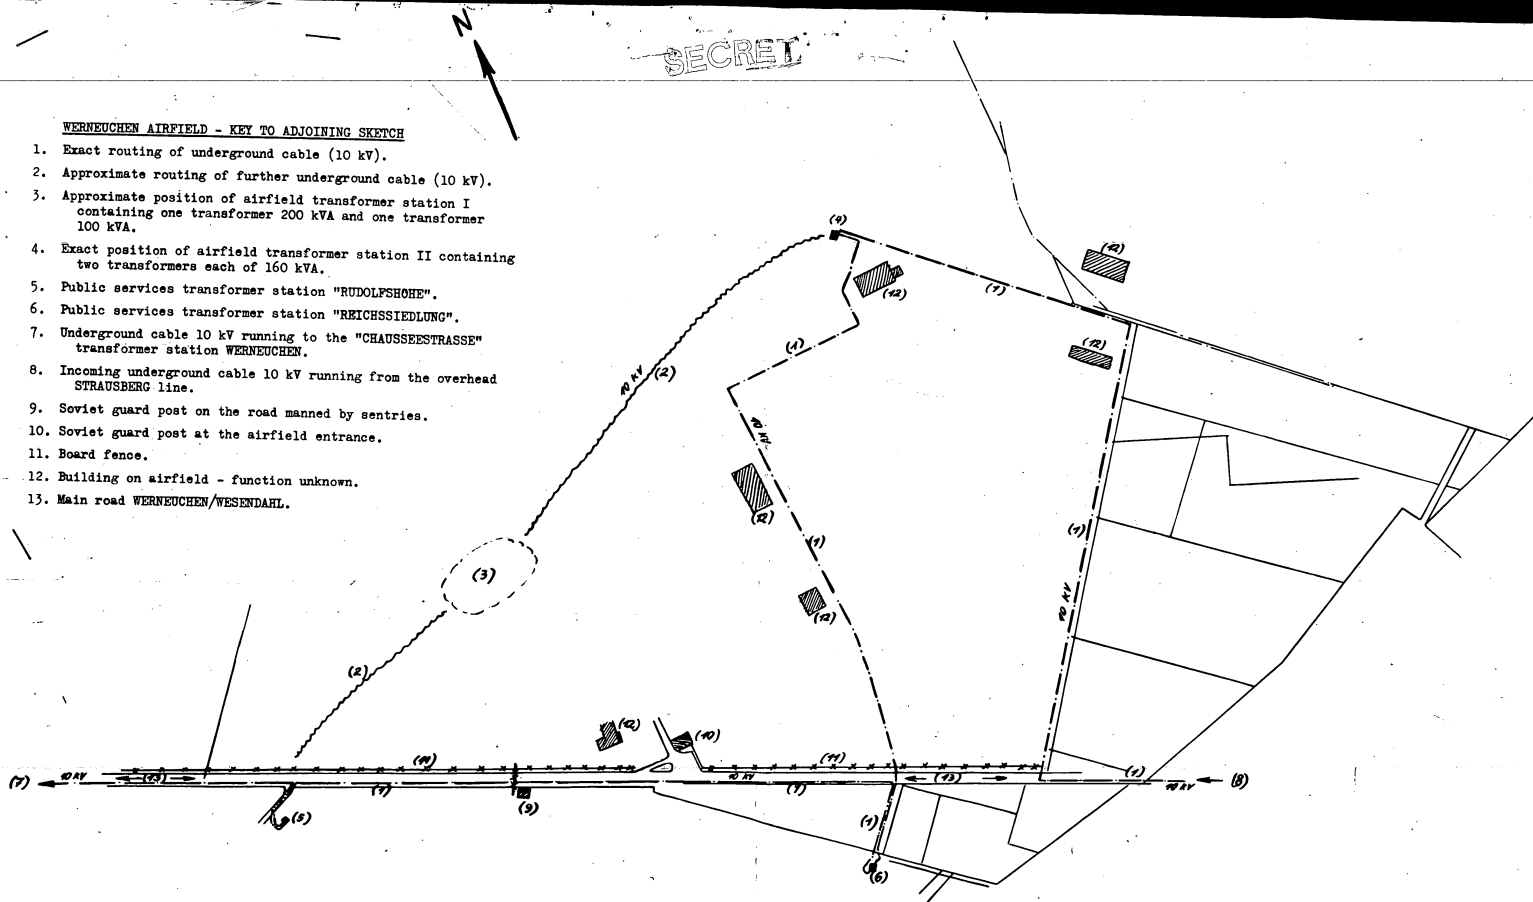 N
SECRET
WERNEUCHEN AIRFIELD - KEY TO ADJOINING SKETCH
1. Exact routing of underground cable (10 kV).
2. Approximate routing of further underground cable (10 kV).
3. Approximate position of airfield transformer station I
containing one transformer 200 kVA and one transformer
100 kVA.
4. Exact position of airfield transformer station II containing
two transformers each of 160 kVA.
5. Public services transformer station "RUDOLFSHOHE".
6. Public services transformer station "REICHSSIEDLUNG".
7. Underground cable 10 kV running to the "CHAUSSEESTRASSE"
transformer station WERNEUCHEN.
8. Incoming underground cable 10 kV running from the overhead
STRAUSBERG line.
9. Soviet guard post on the road manned by sentries.
10. Soviet guard post at the airfield entrance.
11. Board fence.
12. Building on airfield - function unknown.
13. Main road WERNEUCHEN/WESENDAHL.
(4)
(12)
(1)
(12)
(12)
(1)
10 KV
(2)
10 KV
(12)
(1)
(1)
(3)
10 KV
(12)
(2)
(12)
(10)
(11)
(11)
(7)
10 KV
(13)
10 KV
(13)
(1)
10 KV
(8)
(1)
(9)
(1)
(5)
(1)
(6)